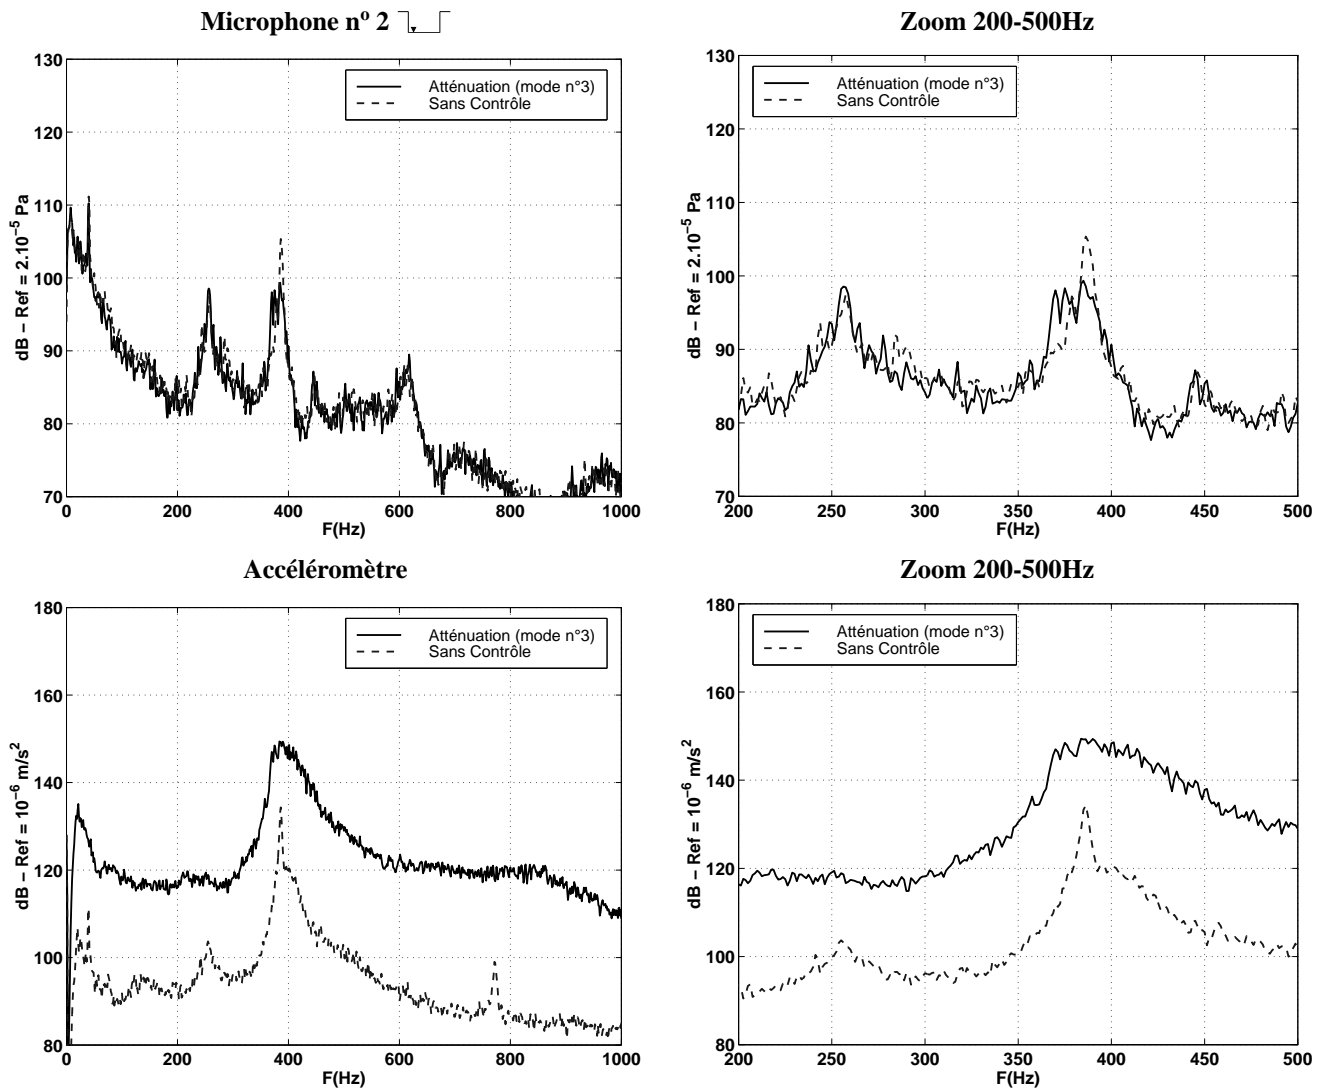 Microphone nº 2
Zoom 200-500Hz
130
120
110
100
90
80
70
dB – Ref = 2.10⁻⁵ Pa
Atténuation (mode n°3)
Sans Contrôle
0
200
400
600
800
1000
F(Hz)
130
120
110
100
90
80
70
dB – Ref = 2.10⁻⁵ Pa
Atténuation (mode n°3)
Sans Contrôle
200
250
300
350
400
450
500
F(Hz)
Accéléromètre
Zoom 200-500Hz
180
160
140
120
100
80
dB – Ref = 10⁻⁶ m/s²
Atténuation (mode n°3)
Sans Contrôle
0
200
400
600
800
1000
F(Hz)
180
160
140
120
100
80
dB – Ref = 10⁻⁶ m/s²
Atténuation (mode n°3)
Sans Contrôle
200
250
300
350
400
450
500
F(Hz)